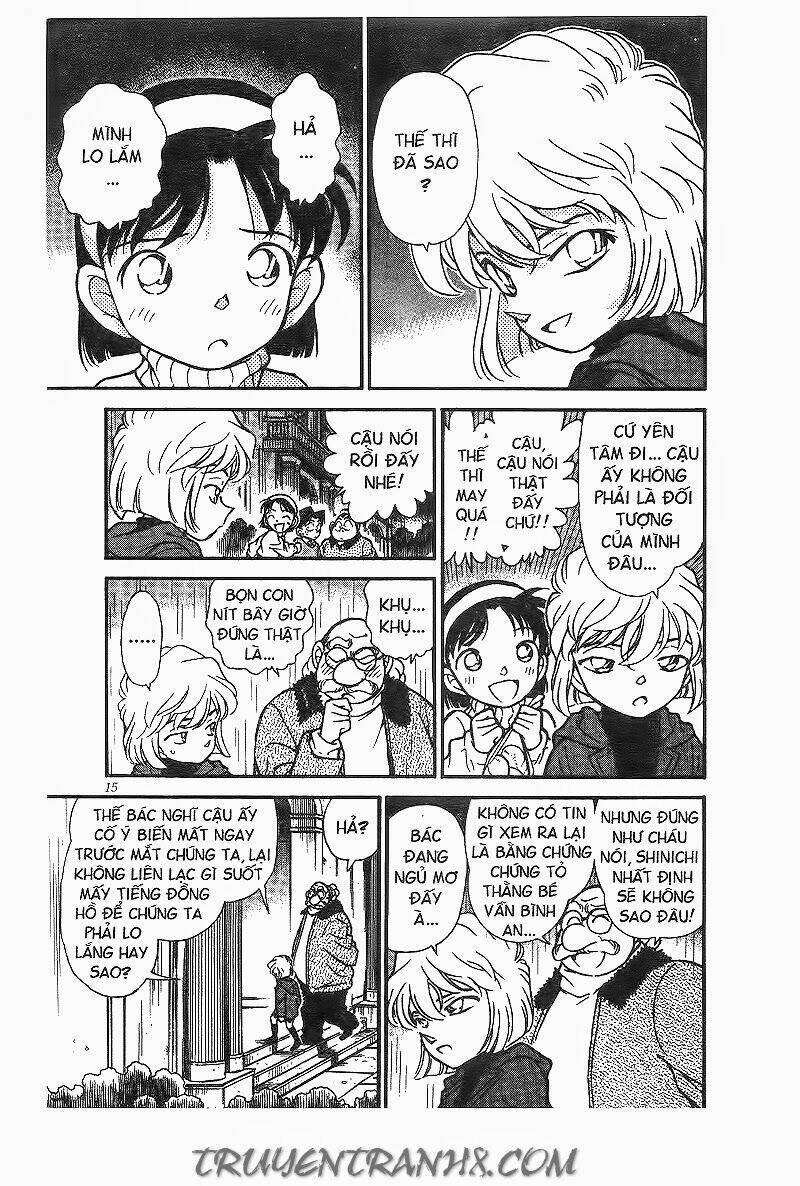 THẾ THÌ
ĐÃ SAO
?
HẢ
...
MÌNH
LO LẮM
...
CỨ YÊN
TÂM ĐI... CẬU
ẤY KHÔNG
PHẢI LÀ ĐỐI
TƯỢNG
CỦA MÌNH
ĐÂU...
CẬU,
CẬU NÓI
THẬT
ĐẤY
CHỨ!!
THẾ
THÌ
MAY
QUÁ
!!
CẬU NÓI
RỒI ĐẤY
NHÉ!
KHỤ...
KHỤ...
BỌN CON
NÍT BÂY GIỜ
ĐÚNG THẬT
LÀ...
.....
15
NHƯNG ĐÚNG
NHƯ CHÁU
NÓI, SHINICHI
NHẤT ĐỊNH
SẼ KHÔNG
SAO ĐÂU!
KHÔNG CÓ TIN
GÌ XEM RA LẠI
LÀ BẰNG CHỨNG
CHỨNG TỎ
THẰNG BÉ
VẪN BÌNH
AN...
BÁC
ĐANG
NGỦ MƠ
ĐẤY
À...
HẢ?
THẾ BÁC NGHĨ CẬU ẤY
CỐ Ý BIẾN MẤT NGAY
TRƯỚC MẮT CHÚNG TA, LẠI
KHÔNG LIÊN LẠC GÌ SUỐT
MẤY TIẾNG ĐỒNG
HỒ ĐỂ CHÚNG TA
PHẢI LO
LẮNG HAY
SAO?
TRUYENTRANH8.COM